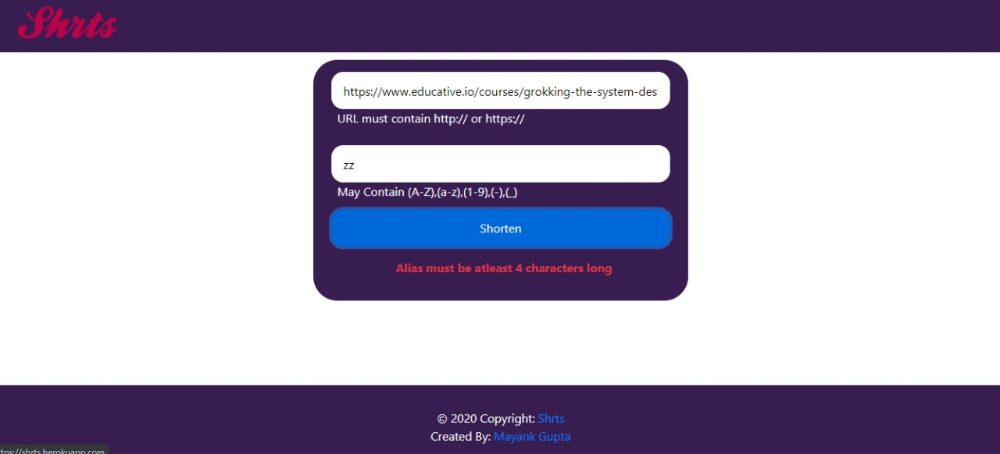 Shrts
https://www.educative.io/courses/grokking-the-system-des
URL must contain http:// or https://
zz
May Contain (A-Z),(a-z),(1-9),(-),(_)
Shorten
Alias must be atleast 4 characters long
© 2020 Copyright: Shrts
Created By: Mayank Gupta
ttps://shrts.herokuapp.com